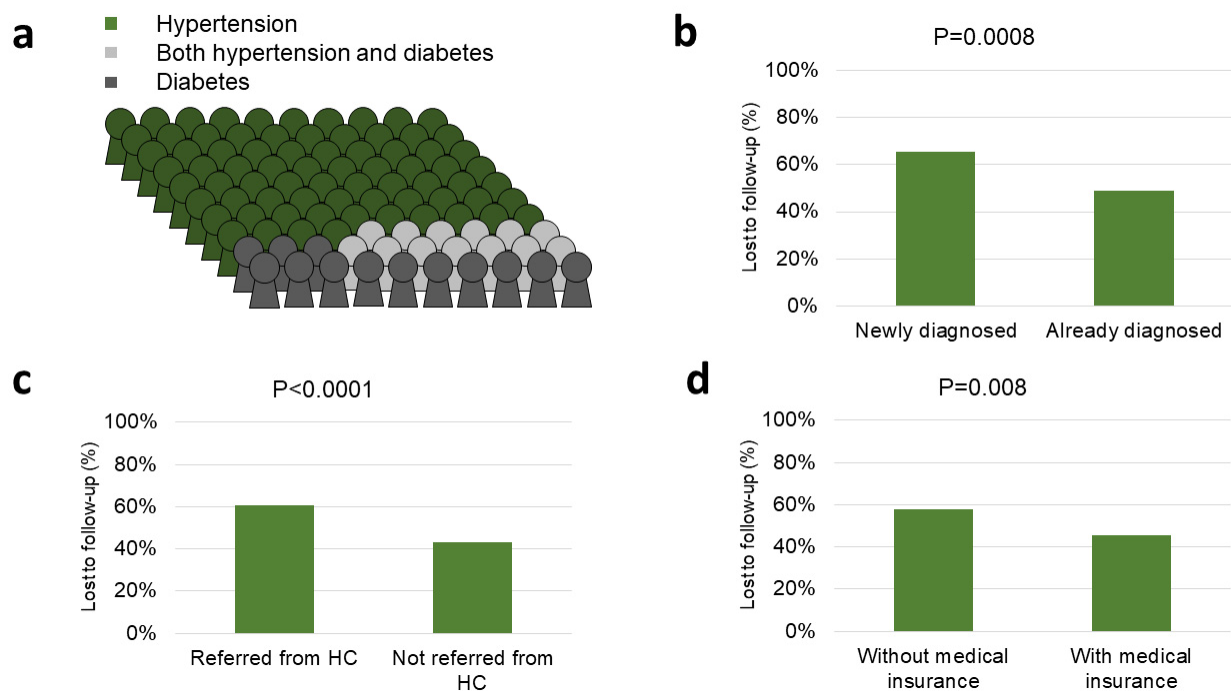 a
Hypertension
Both hypertension and diabetes
Diabetes
b
P=0.0008
Lost to follow-up (%)
100%
80%
60%
40%
20%
0%
Newly diagnosed
Already diagnosed
c
P<0.0001
Lost to follow-up (%)
100%
80%
60%
40%
20%
0%
Referred from HC
Not referred from
HC
d
P=0.008
Lost to follow-up (%)
100%
80%
60%
40%
20%
0%
Without medical
insurance
With medical
insurance